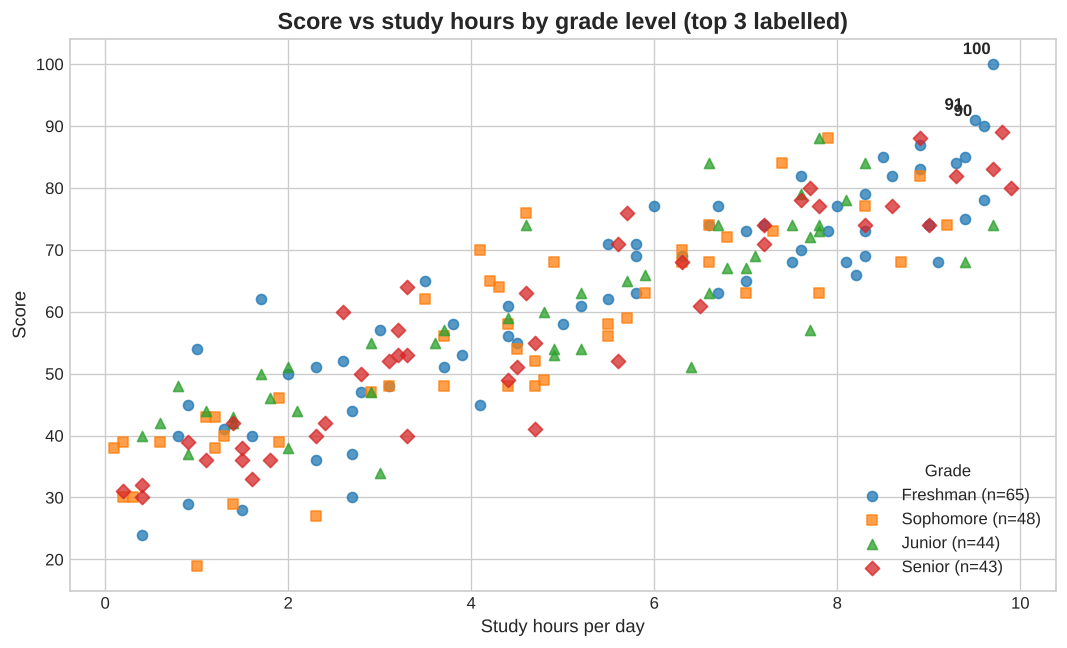 Score vs study hours by grade level (top 3 labelled)
100
91
90
Score
100
90
80
70
60
50
40
30
20
Grade
Freshman (n=65)
Sophomore (n=48)
Junior (n=44)
Senior (n=43)
0 2 4 6 8 10
Study hours per day